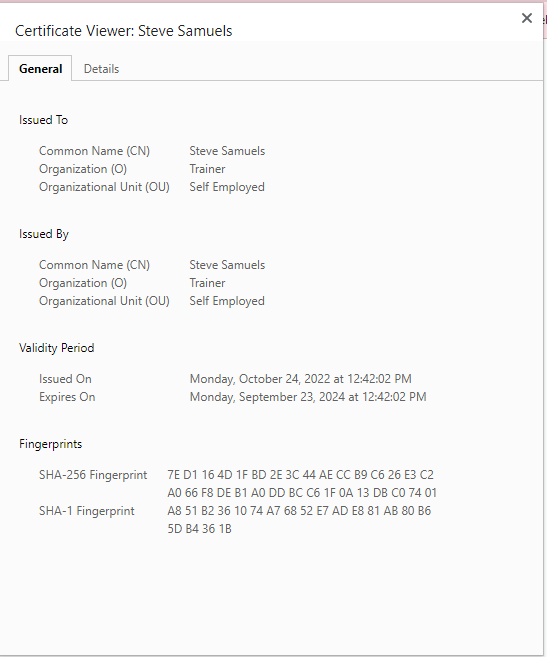 Certificate Viewer: Steve Samuels
General Details
Issued To
Common Name (CN) Steve Samuels
Organization (O) Trainer
Organizational Unit (OU) Self Employed
Issued By
Common Name (CN) Steve Samuels
Organization (O) Trainer
Organizational Unit (OU) Self Employed
Validity Period
Issued On Monday, October 24, 2022 at 12:42:02 PM
Expires On Monday, September 23, 2024 at 12:42:02 PM
Fingerprints
SHA-256 Fingerprint 7E D1 16 4D 1F BD 2E 3C 44 AE CC B9 C6 26 E3 C2
A0 66 F8 DE B1 A0 DD BC C6 1F 0A 13 DB C0 74 01
SHA-1 Fingerprint A8 51 B2 36 10 74 A7 68 52 E7 AD E8 81 AB 80 B6
5D B4 36 1B